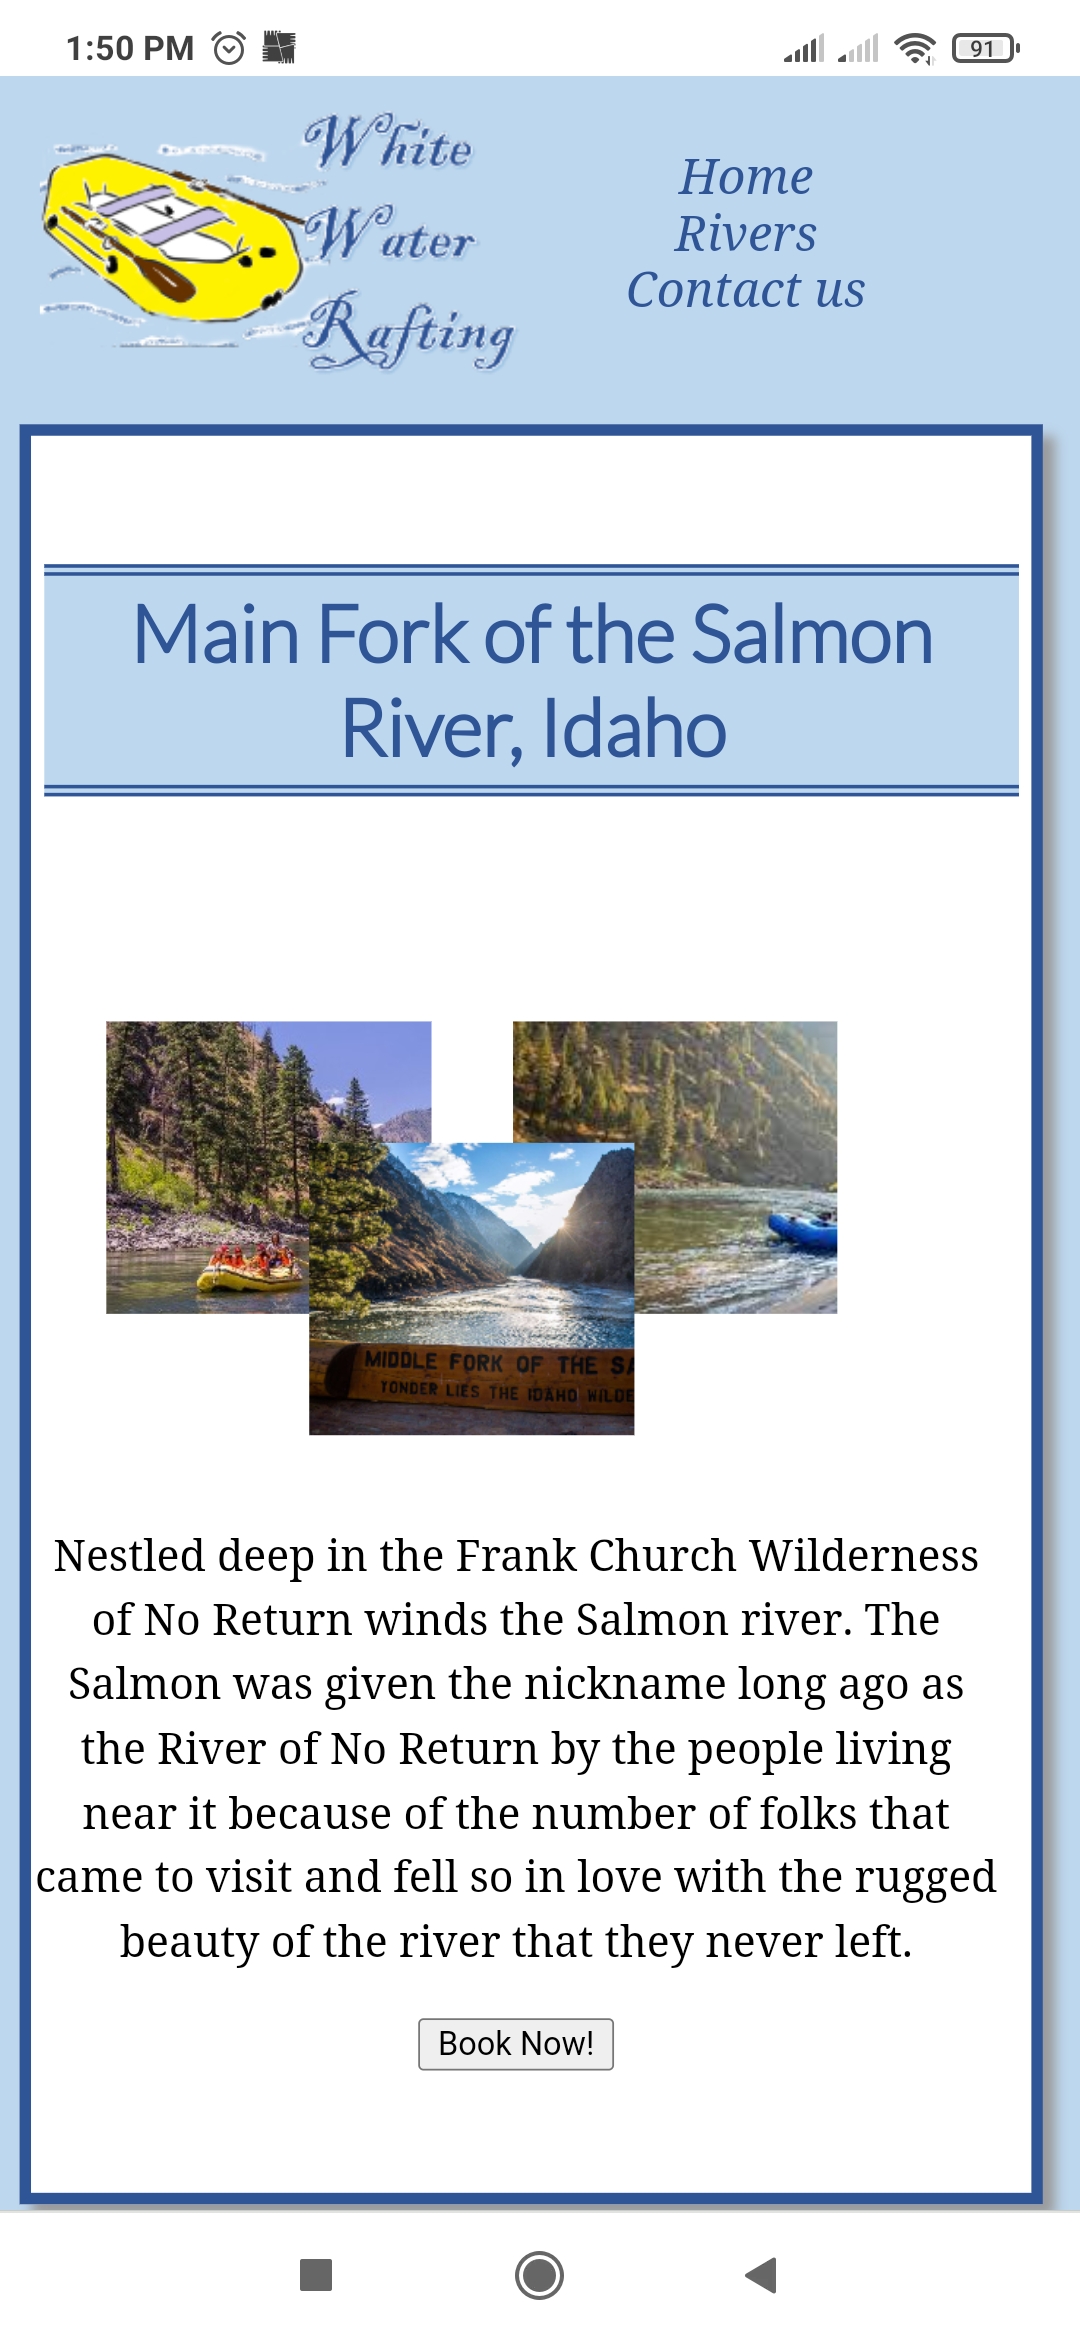 1:50 PM
91
White
Water
Rafting
Home
Rivers
Contact us
Main Fork of the Salmon
River, Idaho
MIDDLE FORK OF THE SA
YONDER LIES THE IDAHO WILDE
Nestled deep in the Frank Church Wilderness
of No Return winds the Salmon river. The
Salmon was given the nickname long ago as
the River of No Return by the people living
near it because of the number of folks that
came to visit and fell so in love with the rugged
beauty of the river that they never left.
Book Now!